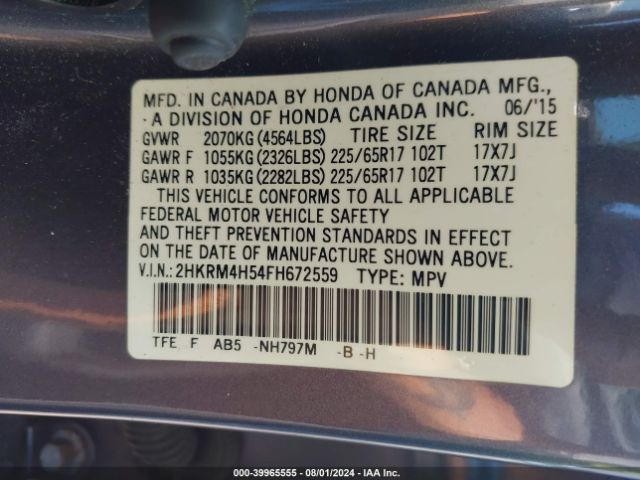 MFD. IN CANADA BY HONDA OF CANADA MFG.,
A DIVISION OF HONDA CANADA INC. 06/'15
GVWR 2070KG (4564LBS) TIRE SIZE RIM SIZE
GAWR F 1055KG (2326LBS) 225/65R17 102T 17X7J
GAWR R 1035KG (2282LBS) 225/65R17 102T 17X7J
THIS VEHICLE CONFORMS TO ALL APPLICABLE
FEDERAL MOTOR VEHICLE SAFETY
AND THEFT PREVENTION STANDARDS IN EFFECT
ON THE DATE OF MANUFACTURE SHOWN ABOVE.
V.I.N.: 2HKRM4H54FH672559 TYPE: MPV
TFE F AB5 -NH797M -B -H
000-39965555 - 08/01/2024 - IAA Inc.